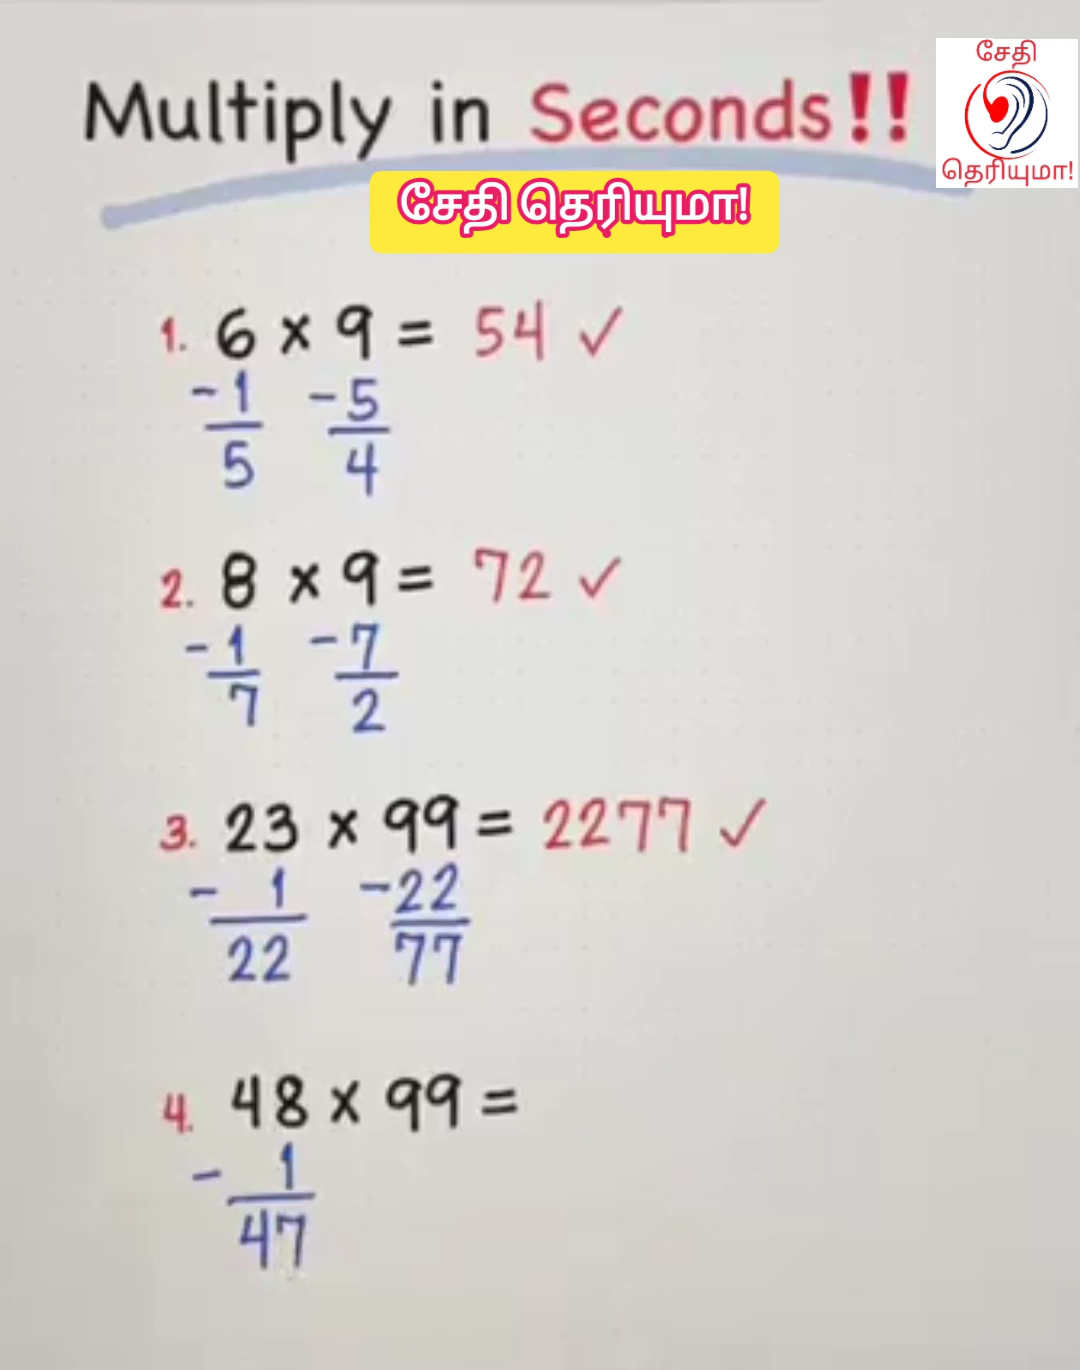 Multiply in Seconds!!
சேதி
தெரியுமா!
சேதி தெரியுமா!
1. 6 × 9 = 54 ✓
-1 -5
5 4
2. 8 × 9 = 72 ✓
-1 -7
7 2
3. 23 × 99 = 2277 ✓
- 1 -22
22 77
4. 48 × 99 =
- 1
47